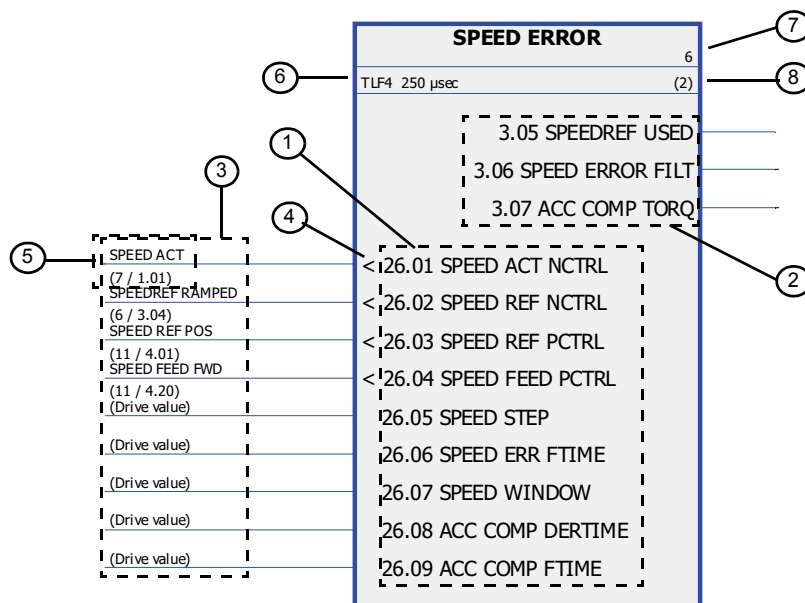 SPEED ERROR
7
6
6
TLF4 250 µsec
(2)
8
1
3.05 SPEEDREF USED
3
3.06 SPEED ERROR FILT
4
3.07 ACC COMP TORQ
5
SPEED ACT
(7 / 1.01)
< 26.01 SPEED ACT NCTRL
2
SPEEDREF RAMPED
(6 / 3.04)
< 26.02 SPEED REF NCTRL
SPEED REF POS
(11 / 4.01)
< 26.03 SPEED REF PCTRL
SPEED FEED FWD
(11 / 4.20)
< 26.04 SPEED FEED PCTRL
(Drive value)
26.05 SPEED STEP
(Drive value)
26.06 SPEED ERR FTIME
(Drive value)
26.07 SPEED WINDOW
(Drive value)
26.08 ACC COMP DERTIME
(Drive value)
26.09 ACC COMP FTIME